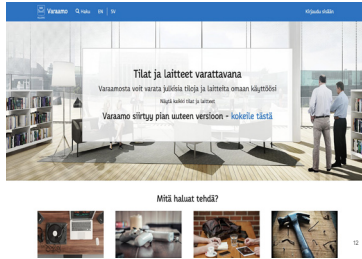 Varaamo Haku EN SV Kirjaudu sisään
Tilat ja laitteet varattavana
Varaamosta voit varata julkisia tiloja ja laitteita omaan käyttöösi
Näytä kaikki tilat ja laitteet
Varaamo siirtyy pian uuteen versioon - kokeile tästä
Mitä haluat tehdä?
12